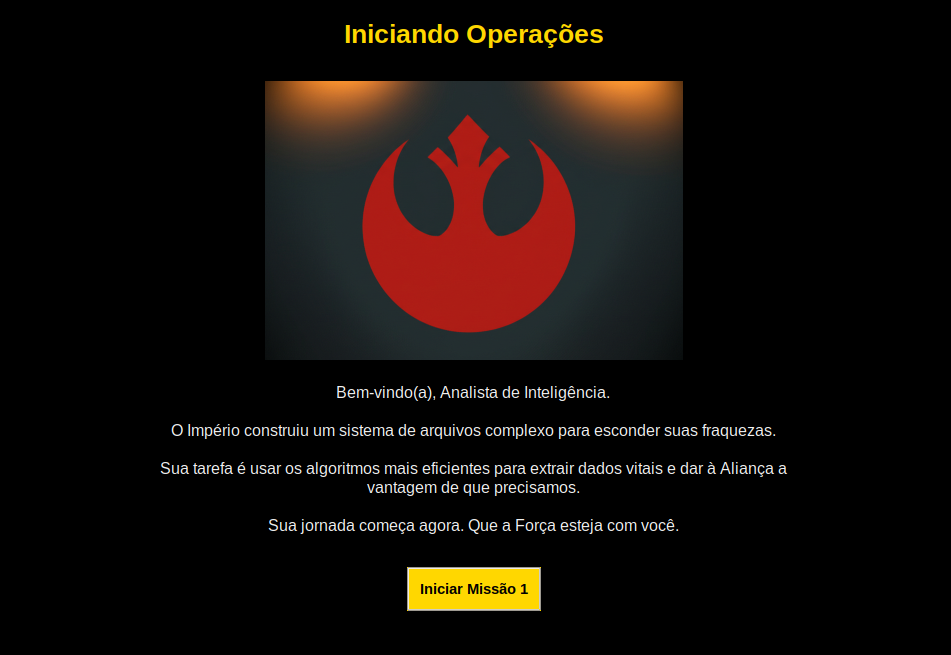 Iniciando Operações
Bem-vindo(a), Analista de Inteligência.
O Império construiu um sistema de arquivos complexo para esconder suas fraquezas.
Sua tarefa é usar os algoritmos mais eficientes para extrair dados vitais e dar à Aliança a
vantagem de que precisamos.
Sua jornada começa agora. Que a Força esteja com você.
Iniciar Missão 1